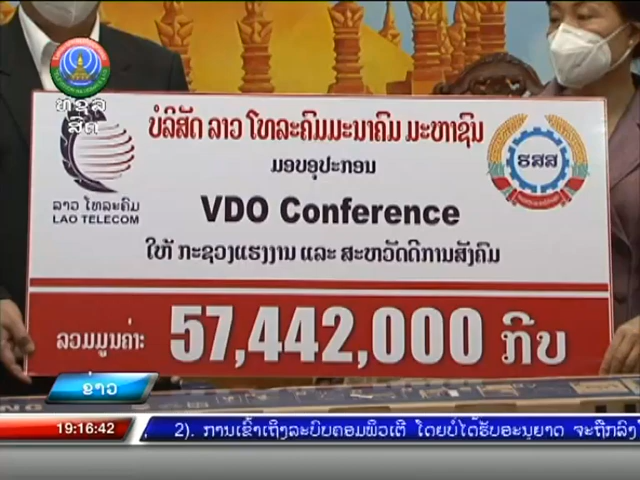 ທຊລ
ສົດ
ບໍລິສັດ ລາວ ໂທລະຄົມມະນາຄົມ ມະຫາຊົນ
ມອບອຸປະກອນ
VDO Conference
ໃຫ້ ກະຊວງແຮງງານ ແລະ ສະຫວັດດີການສັງຄົມ
ລາວ ໂທລະຄົມ
LAO TELECOM
ຮສສ
ລວມມູນຄ່າ: 57,442,000 ກີບ
ຂ່າວ
19:16:42
2). ການເຂົ້າເຖິງລະບົບຄອມພິວເຕີ ໂດຍບໍ່ໄດ້ຮັບອະນຸຍາດ ຈະຖືກລົງໂ